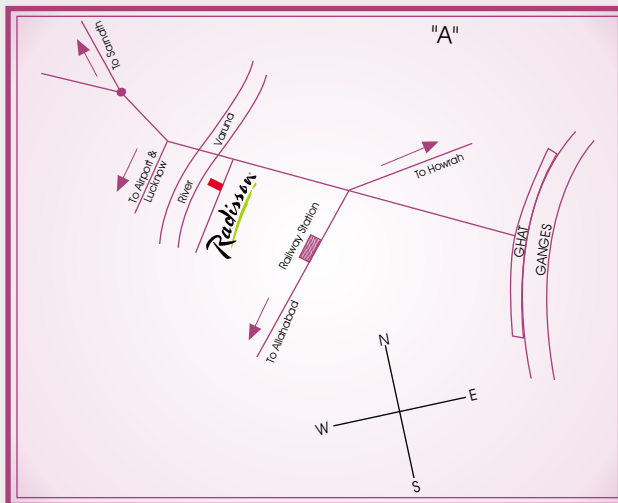 "A"
To Sarnath
To Airport &
Lucknow
River
Varuna
Radisson
To Howrah
Railway Station
To Allahabad
GHAT
GANGES
N
E
W
S